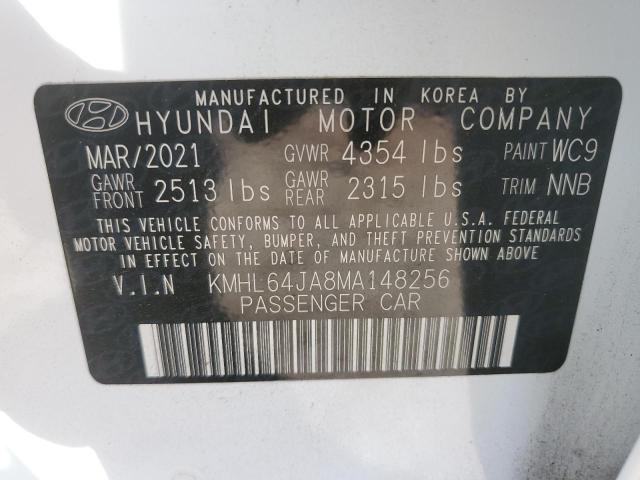 MANUFACTURED IN KOREA BY
HYUNDAI MOTOR COMPANY
MAR/2021 GVWR 4354 lbs PAINT WC9
GAWR FRONT 2513 lbs GAWR REAR 2315 lbs TRIM NNB
THIS VEHICLE CONFORMS TO ALL APPLICABLE U.S.A. FEDERAL
MOTOR VEHICLE SAFETY, BUMPER, AND THEFT PREVENTION STANDARDS
IN EFFECT ON THE DATE OF MANUFACTURE SHOWN ABOVE
V.I.N KMHL64JA8MA148256
PASSENGER CAR